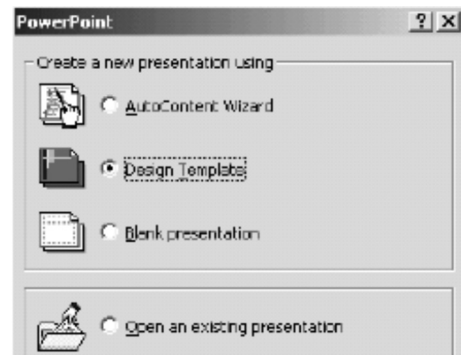 PowerPoint
Create a new presentation using
AutoContent Wizard
Design Template
Blank presentation
Open an existing presentation